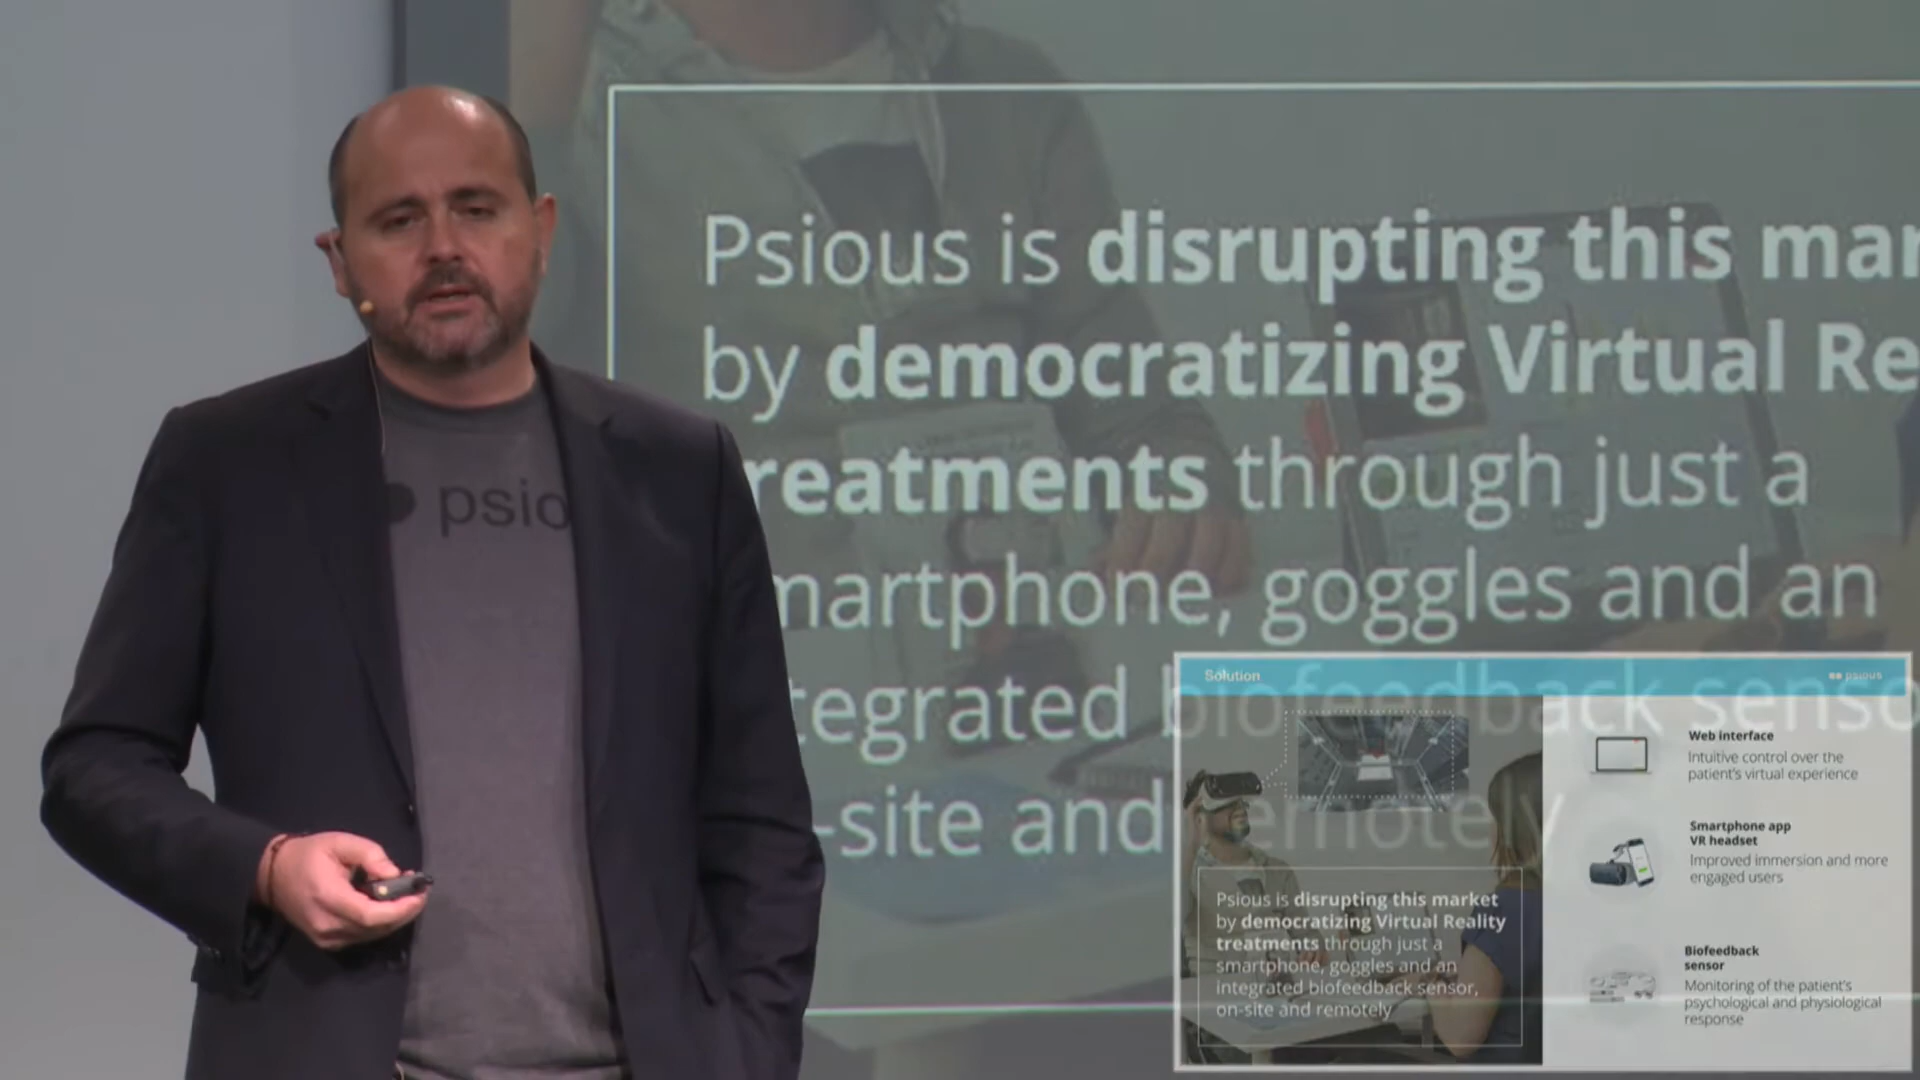 Psious is disrupting this mar
by democratizing Virtual Re
reatments through just a
martphone, goggles and an
tegrated biofeedback senso
-site and remotely
psio
Solution
psious
Psious is disrupting this market
by democratizing Virtual Reality
treatments through just a
smartphone, goggles and an
integrated biofeedback sensor,
on-site and remotely
Web interface
Intuitive control over the
patient's virtual experience
Smartphone app
VR headset
Improved immersion and more
engaged users
Biofeedback
sensor
Monitoring of the patient's
psychological and physiological
response